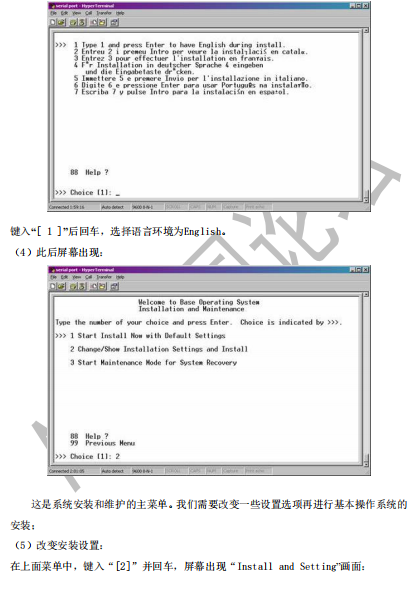 serial port - HyperTerminal
File Edit View Call Transfer Help
>>> 1 Type 1 and press Enter to have English during install.
2 Entreu 2 i premeu Intro per veure la instal·lació en català.
3 Entrez 3 pour effectuer l'installation en français.
4 Für Installation in deutscher Sprache 4 eingeben
und die Eingabetaste drücken.
5 Immettere 5 e premere Invio per l'installazione in italiano.
6 Digite 6 e pressione Enter para usar Português na instalação.
7 Escriba 7 y pulse Intro para la instalación en español.
88 Help ?
>>> Choice [1]: _
Connected 1:59:16 Auto detect 9600 8-N-1 SCROLL CAPS NUM Capture Print echo
键入“[ 1 ]”后回车，选择语言环境为English。
(4) 此后屏幕出现：
serial port - HyperTerminal
File Edit View Call Transfer Help
Welcome to Base Operating System
Installation and Maintenance
Type the number of your choice and press Enter. Choice is indicated by >>>.
>>> 1 Start Install Now with Default Settings
2 Change/Show Installation Settings and Install
3 Start Maintenance Mode for System Recovery
88 Help ?
99 Previous Menu
>>> Choice [1]: 2
Connected 2:01:05 Auto detect 9600 8-N-1 SCROLL CAPS NUM Capture Print echo
这是系统安装和维护的主菜单。我们需要改变一些设置选项再进行基本操作系统的
安装；
(5) 改变安装设置：
在上面菜单中，键入“[2]”并回车，屏幕出现“Install and Setting”画面：